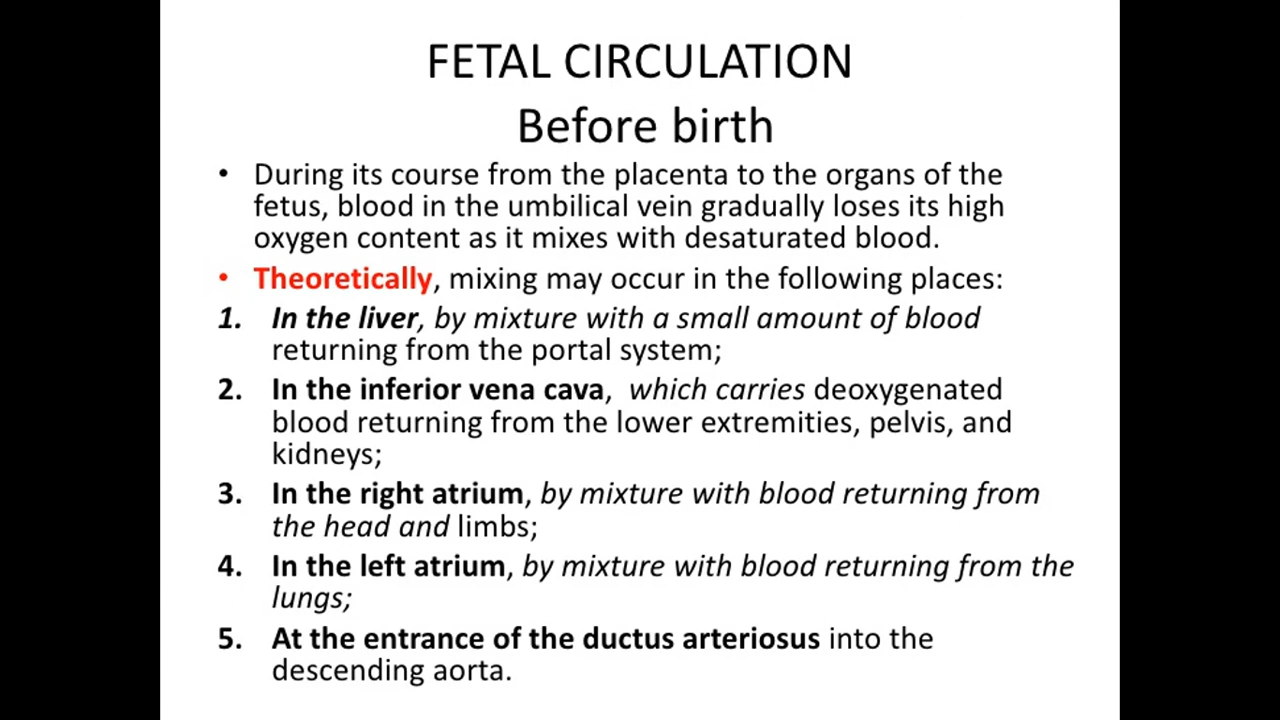 FETAL CIRCULATION
Before birth
• During its course from the placenta to the organs of the
fetus, blood in the umbilical vein gradually loses its high
oxygen content as it mixes with desaturated blood.
• Theoretically, mixing may occur in the following places:
1. In the liver, by mixture with a small amount of blood
returning from the portal system;
2. In the inferior vena cava, which carries deoxygenated
blood returning from the lower extremities, pelvis, and
kidneys;
3. In the right atrium, by mixture with blood returning from
the head and limbs;
4. In the left atrium, by mixture with blood returning from the
lungs;
5. At the entrance of the ductus arteriosus into the
descending aorta.